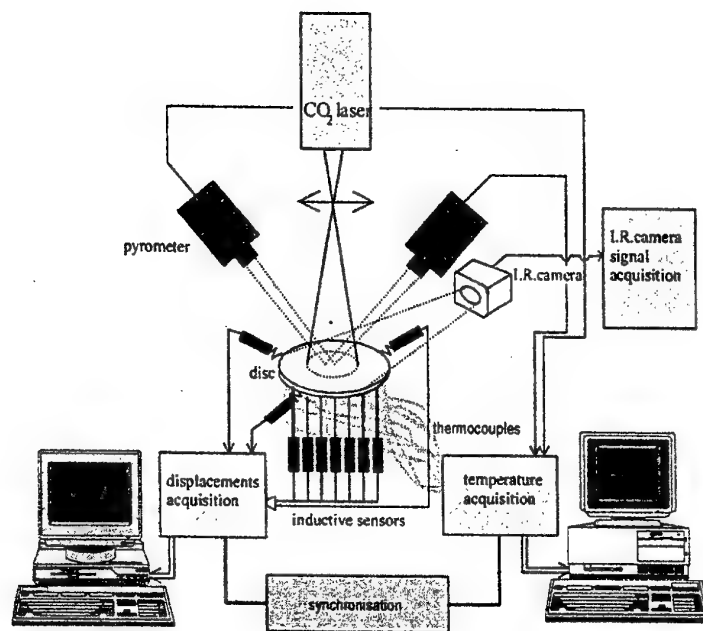 CO2 laser
pyrometer
I.R.camera
signal
acquisition
I.R.camera
disc
thermocouples
displacements
acquisition
temperature
acquisition
inductive sensors
synchronisation